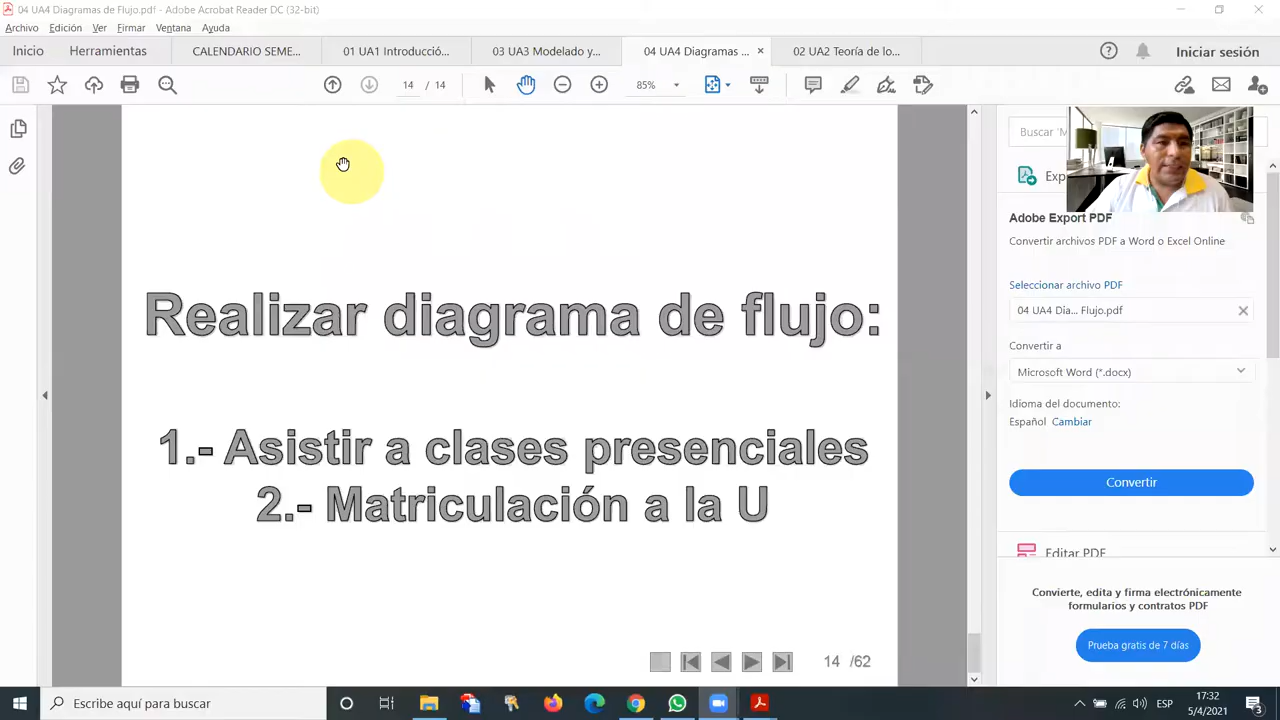 04 UA4 Diagramas de Flujo.pdf - Adobe Acrobat Reader DC (32-bit)
Archivo Edición Ver Firmar Ventana Ayuda
Inicio Herramientas CALENDARIO SEME... 01 UA1 Introducció... 03 UA3 Modelado y... 04 UA4 Diagramas ... 02 UA2 Teoría de lo... Iniciar sesión
14 / 14 85%
Buscar 'M
Exp
Adobe Export PDF
Convertir archivos PDF a Word o Excel Online
Seleccionar archivo PDF
04 UA4 Dia... Flujo.pdf
Convertir a
Microsoft Word (*.docx)
Idioma del documento:
Español Cambiar
Convertir
Editar PDF
Convierte, edita y firma electrónicamente
formularios y contratos PDF
Prueba gratis de 7 días
Realizar diagrama de flujo:
1.- Asistir a clases presenciales
2.- Matriculación a la U
14 /62
Escribe aquí para buscar
ESP
17:32
5/4/2021
3